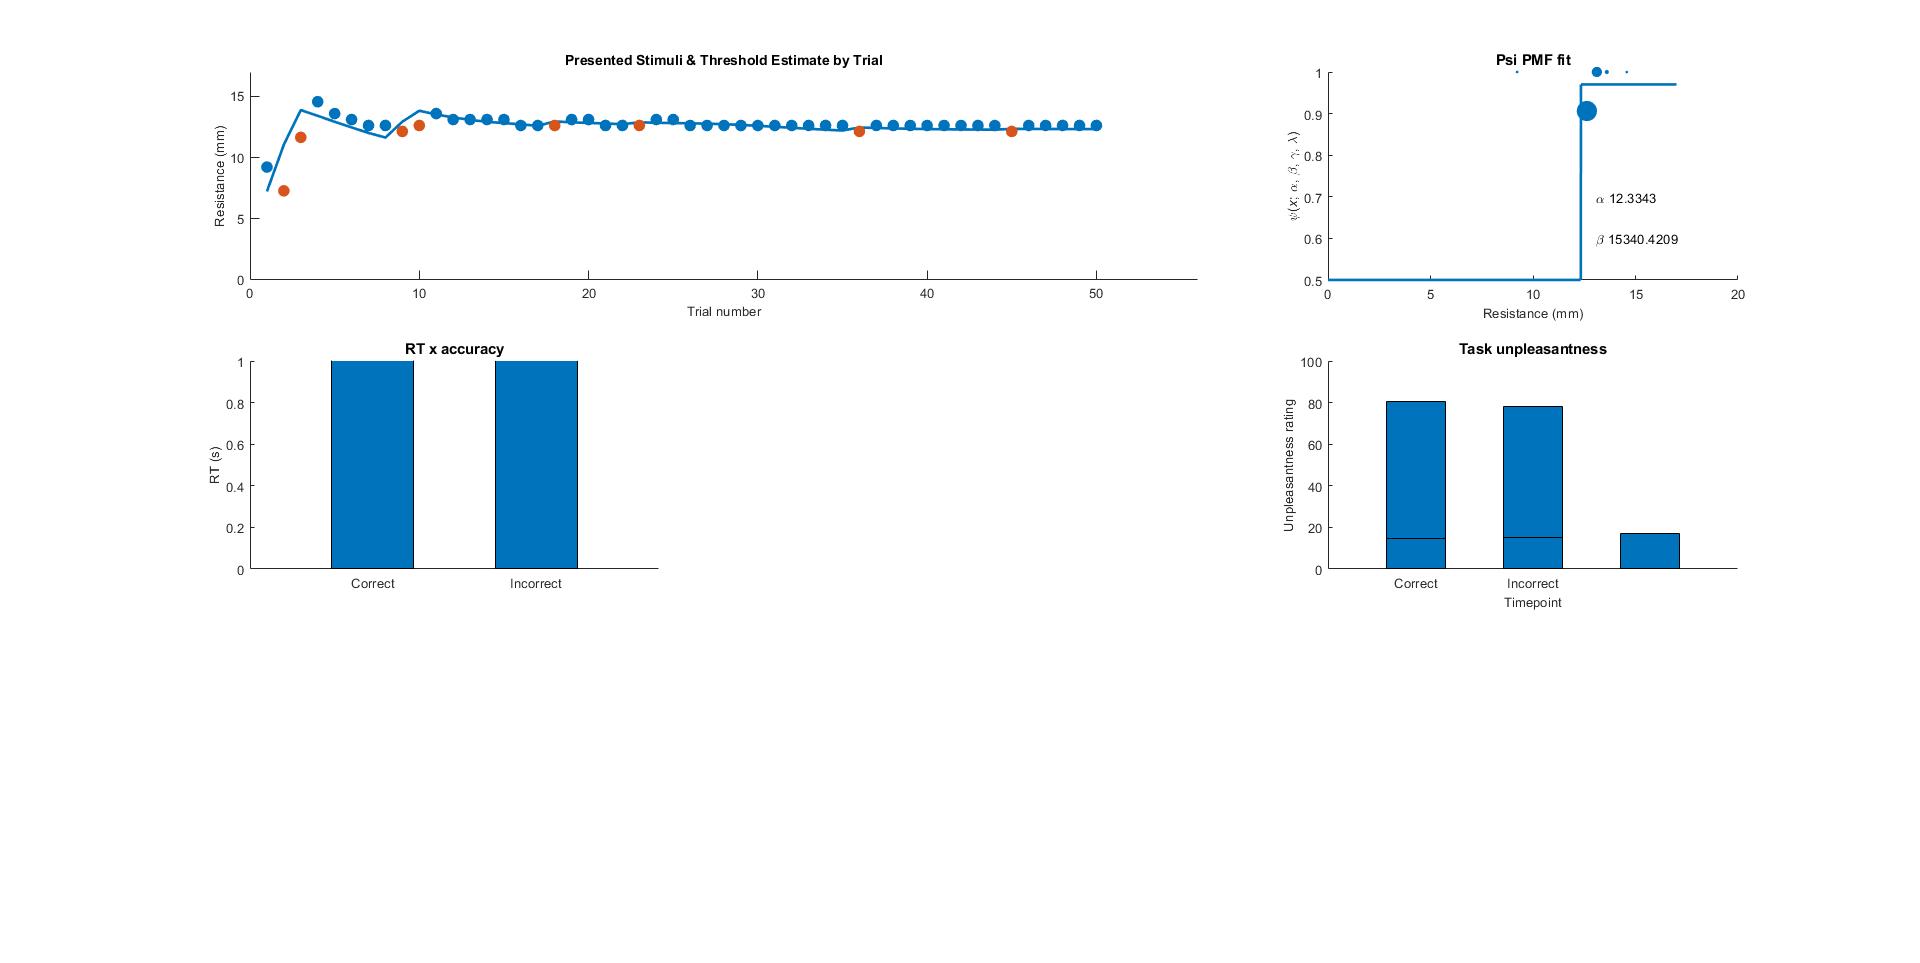 Presented Stimuli & Threshold Estimate by Trial
15
10
5
0
Resistance (mm)
0 10 20 30 40 50
Trial number
Psi PMF fit
1
0.9
0.8
0.7
0.6
0.5
ψ(x; α, β, γ, λ)
α 12.3343
β 15340.4209
0 5 10 15 20
Resistance (mm)
RT x accuracy
1
0.8
0.6
0.4
0.2
0
RT (s)
Correct Incorrect
Task unpleasantness
100
80
60
40
20
0
Unpleasantness rating
Correct Incorrect
Timepoint